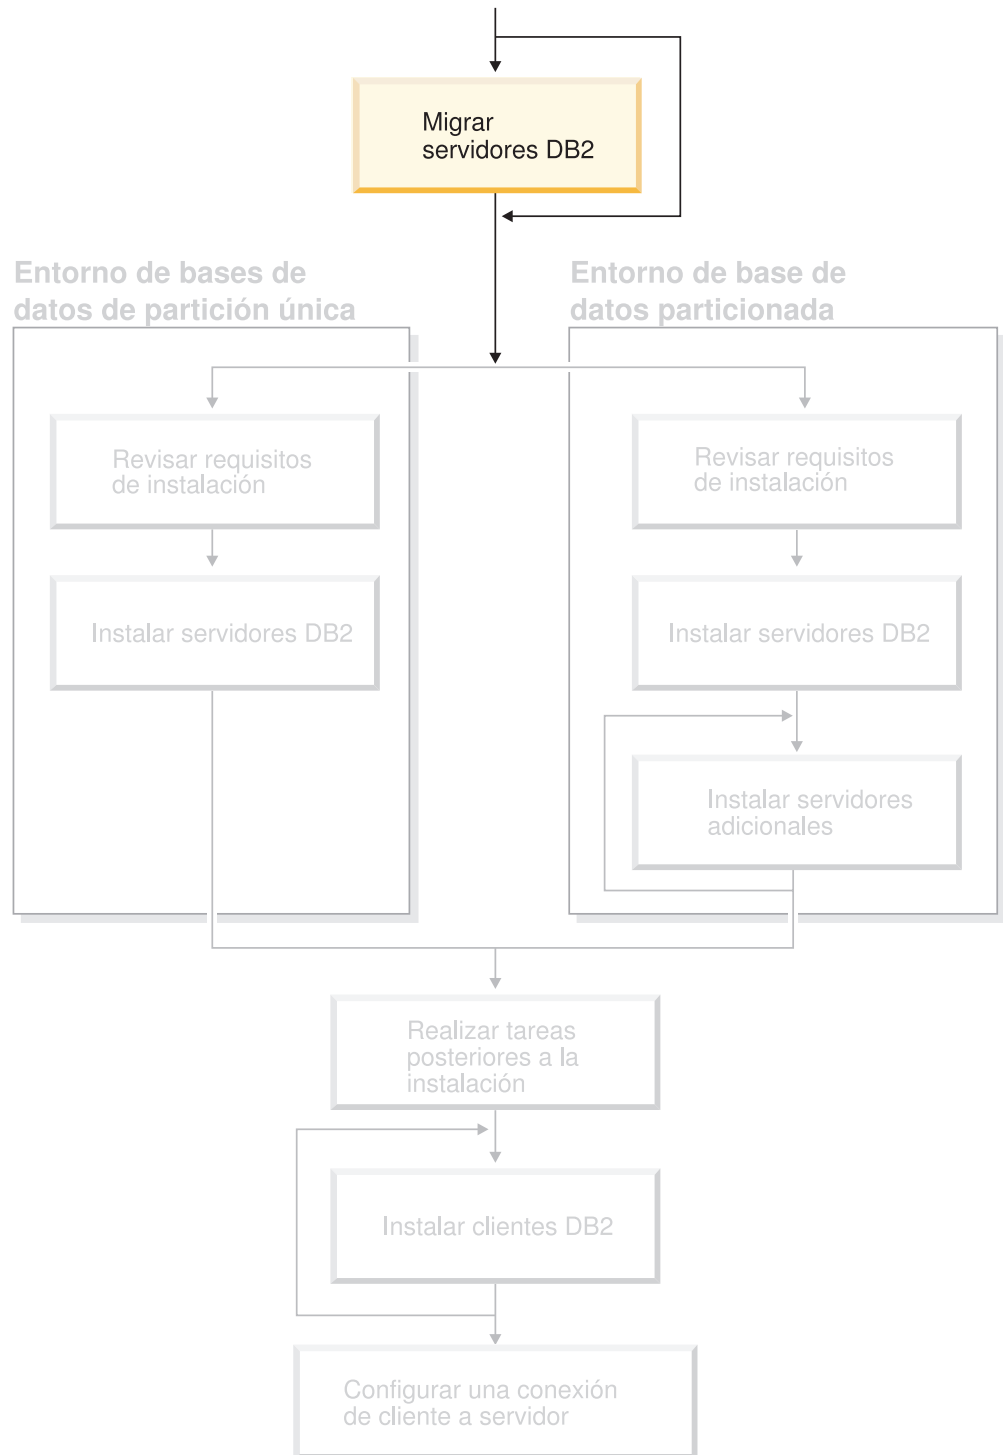 Migrar
servidores DB2
Entorno de bases de
datos de partición única
Revisar requisitos
de instalación
Instalar servidores DB2
Entorno de base de
datos particionada
Revisar requisitos
de instalación
Instalar servidores DB2
Instalar servidores
adicionales
Realizar tareas
posteriores a la
instalación
Instalar clientes DB2
Configurar una conexión
de cliente a servidor